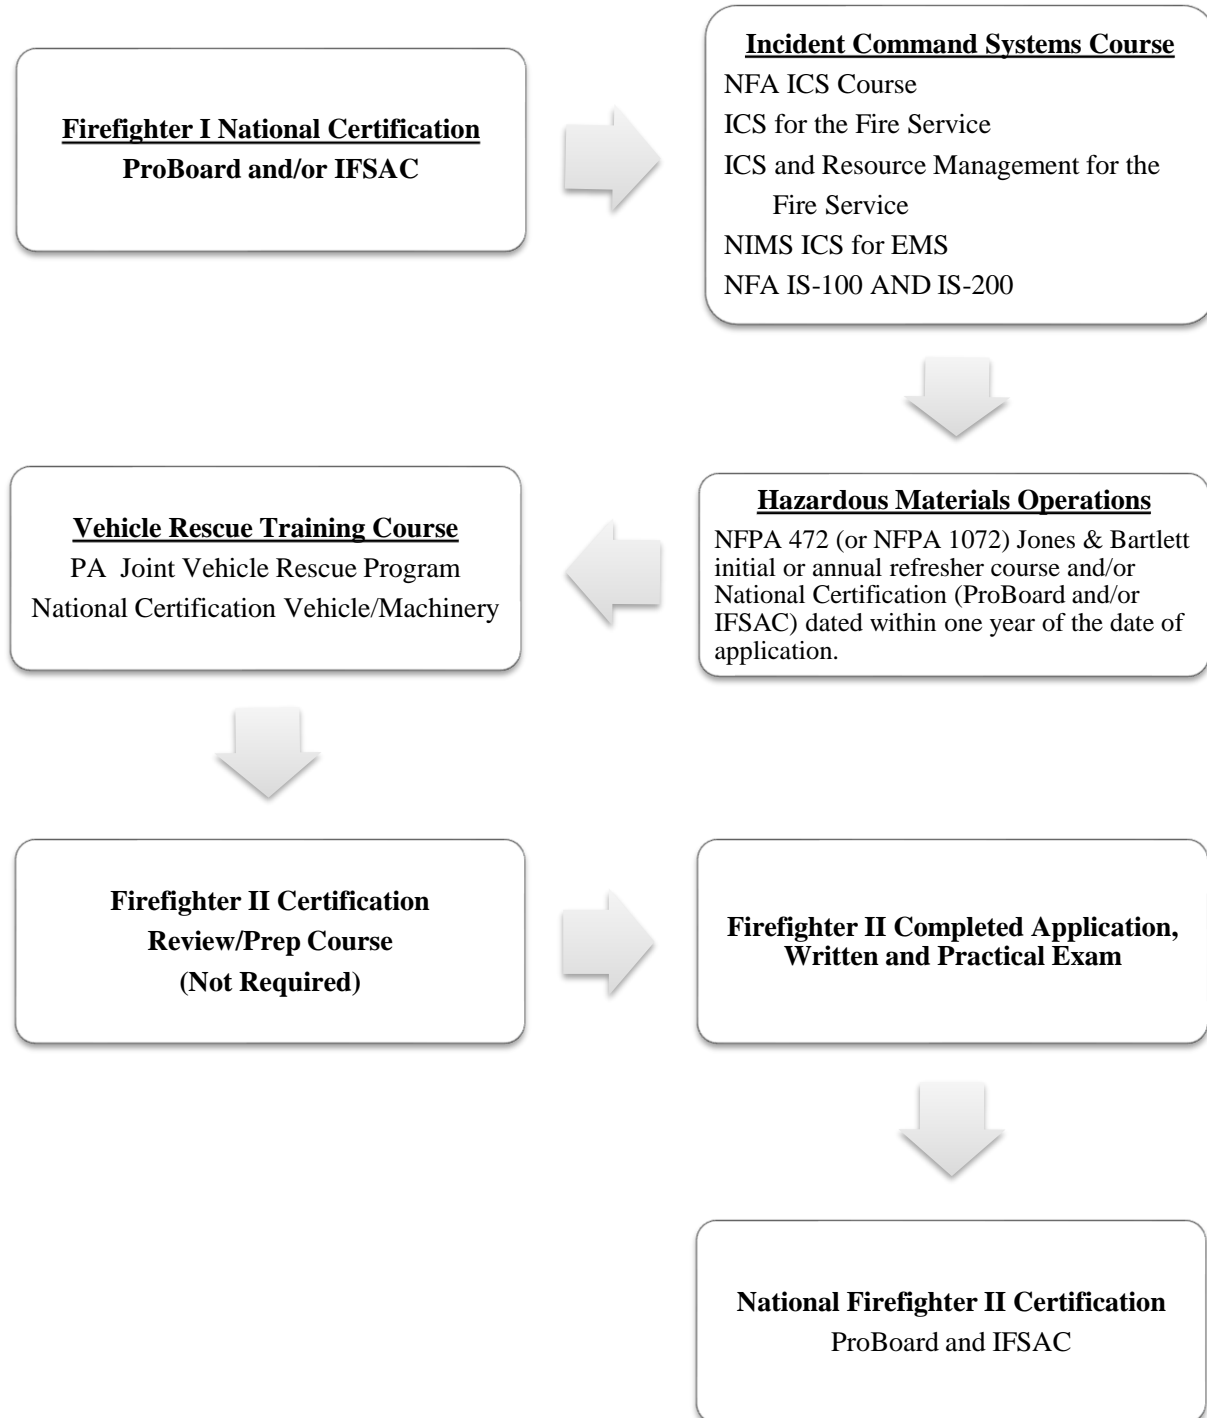 Firefighter I National Certification
ProBoard and/or IFSAC
Incident Command Systems Course
NFA ICS Course
ICS for the Fire Service
ICS and Resource Management for the
Fire Service
NIMS ICS for EMS
NFA IS-100 AND IS-200
Hazardous Materials Operations
NFPA 472 (or NFPA 1072) Jones & Bartlett
initial or annual refresher course and/or
National Certification (ProBoard and/or
IFSAC) dated within one year of the date of
application.
Vehicle Rescue Training Course
PA Joint Vehicle Rescue Program
National Certification Vehicle/Machinery
Firefighter II Certification
Review/Prep Course
(Not Required)
Firefighter II Completed Application,
Written and Practical Exam
National Firefighter II Certification
ProBoard and IFSAC